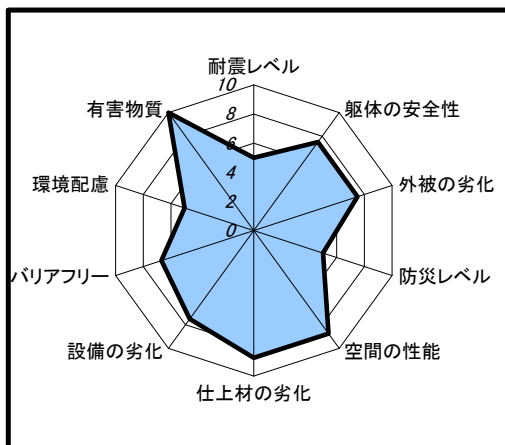 耐震レベル
10
有害物質
躯体の安全性
8
6
環境配慮
外被の劣化
4
2
0
バリアフリー
防災レベル
設備の劣化
空間の性能
仕上材の劣化